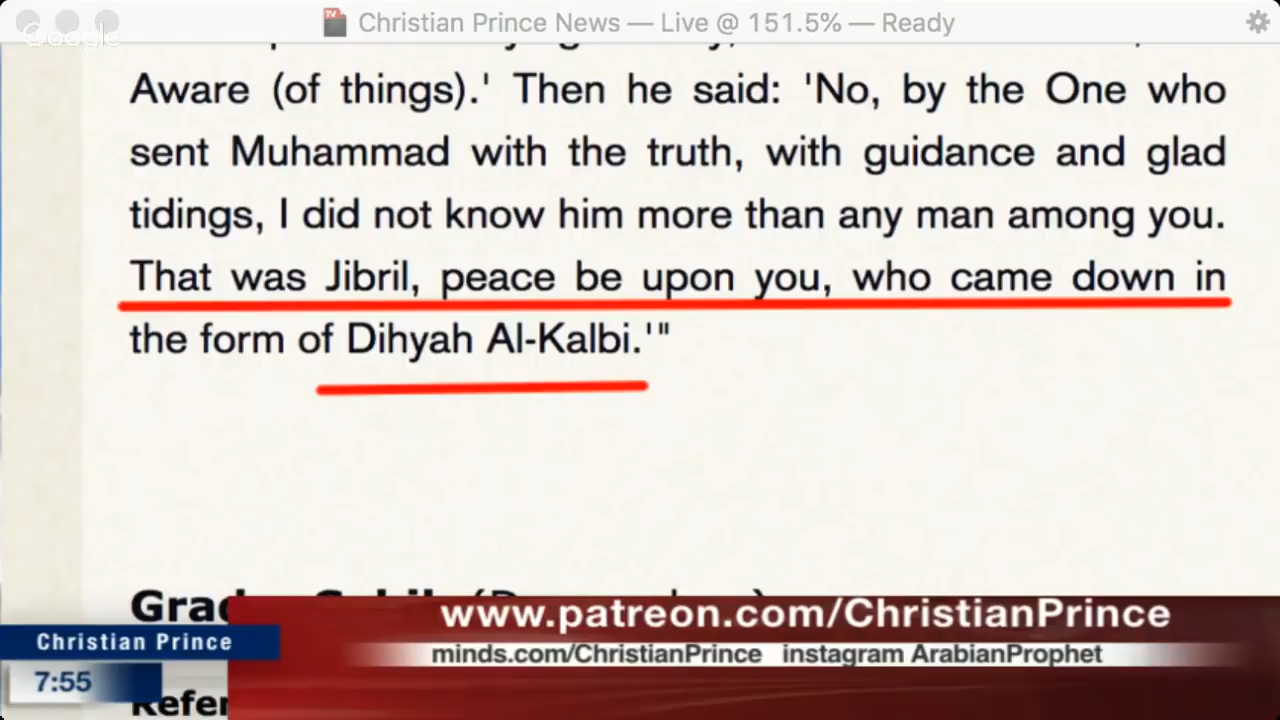 Christian Prince News — Live @ 151.5% — Ready
Google
Aware (of things).' Then he said: 'No, by the One who
sent Muhammad with the truth, with guidance and glad
tidings, I did not know him more than any man among you.
That was Jibril, peace be upon you, who came down in
the form of Dihyah Al-Kalbi.'"
www.patreon.com/ChristianPrince
Christian Prince
minds.com/ChristianPrince instagram ArabianProphet
7:55